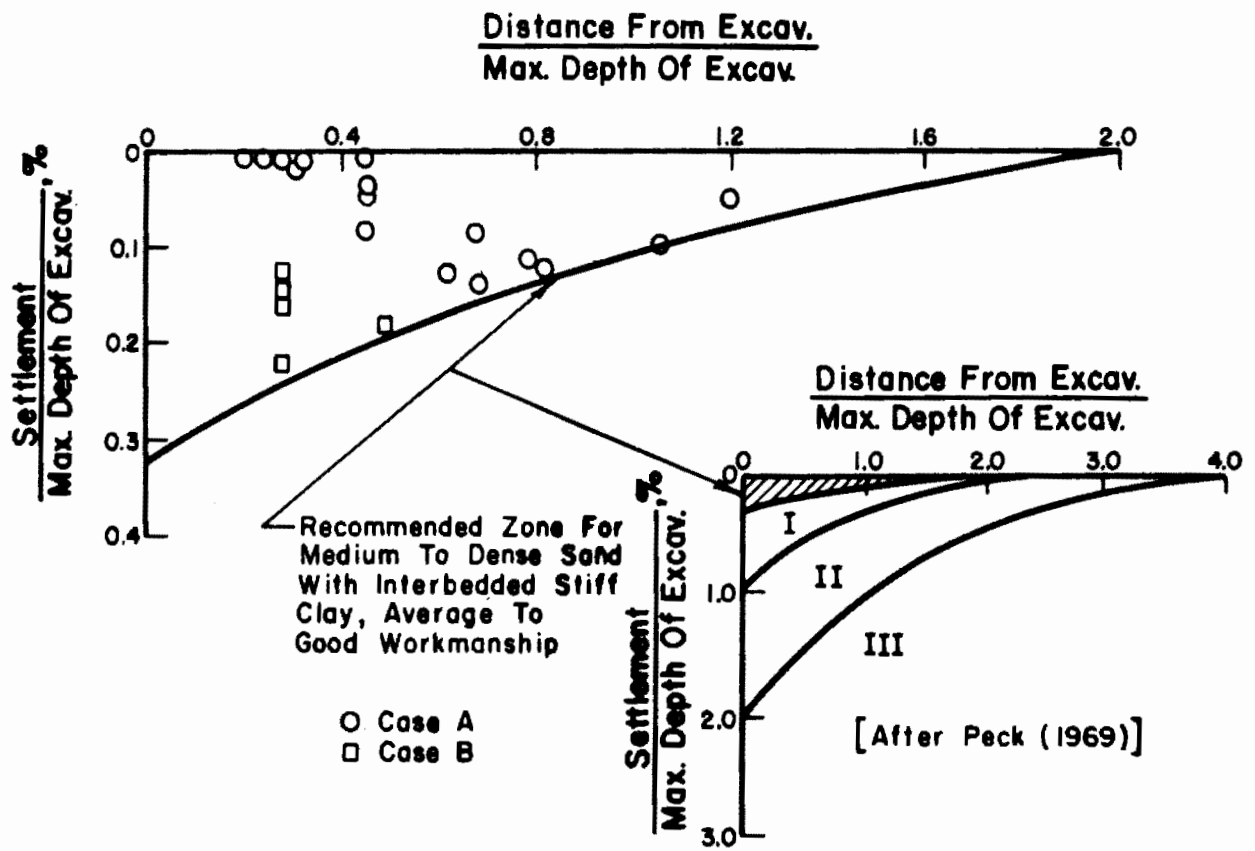 Distance From Excav.
Max. Depth Of Excav.
0 0.4 0.8 1.2 1.6 2.0
0
0.1
0.2
0.3
0.4
Settlement
Max. Depth Of Excav. ,%
Recommended Zone For
Medium To Dense Sand
With Interbedded Stiff
Clay, Average To
Good Workmanship
Case A
Case B
Distance From Excav.
Max. Depth Of Excav.
0 1.0 2.0 3.0 4.0
0
1.0
2.0
3.0
Settlement
Max. Depth Of Excav. ,%
I
II
III
[After Peck (1969)]